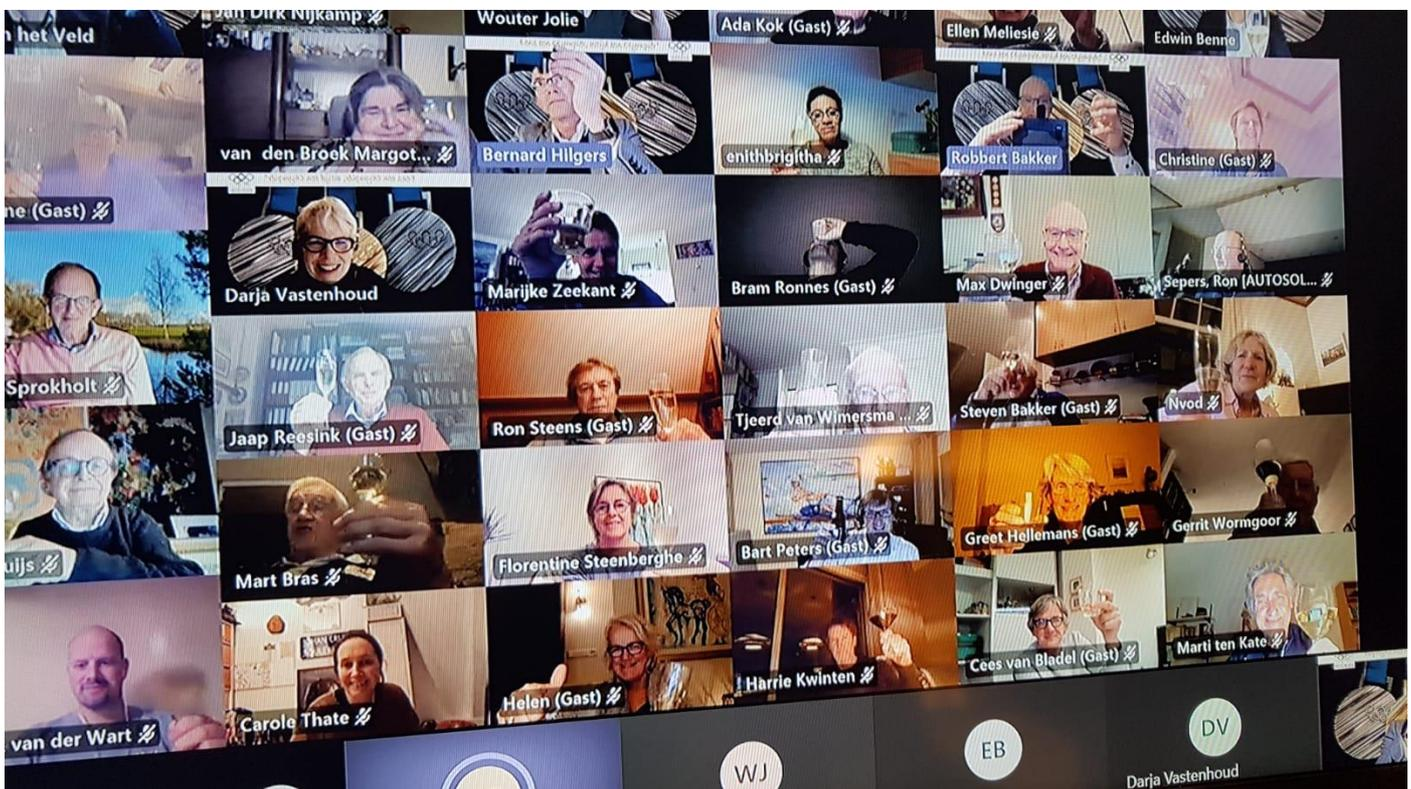 het Veld
Jan Dirk Nijkamp
Wouter Jolie
Ada Kok (Gast)
Ellen Meliesie
Edwin Benne
ne (Gast)
van den Broek Margot...
Bernard Hilgers
enithbrigitha
Robbert Bakker
Christine (Gast)
Sprokholt
Darja Vastenhoud
Marijke Zeekant
Bram Ronnes (Gast)
Max Dwinger
Sepers, Ron [AUTOSOL...
Jaap Reesink (Gast)
Ron Steens (Gast)
Tjeerd van Wimersma ...
Steven Bakker (Gast)
Nvod
uijs
Mart Bras
Florentine Steenberghe
Bart Peters (Gast)
Greet Hellemans (Gast)
Gerrit Wormgoor
van der Wart
Carole Thate
Helen (Gast)
Harrie Kwinten
Cees van Bladel (Gast)
Marti ten Kate
WJ
EB
DV
Darja Vastenhoud